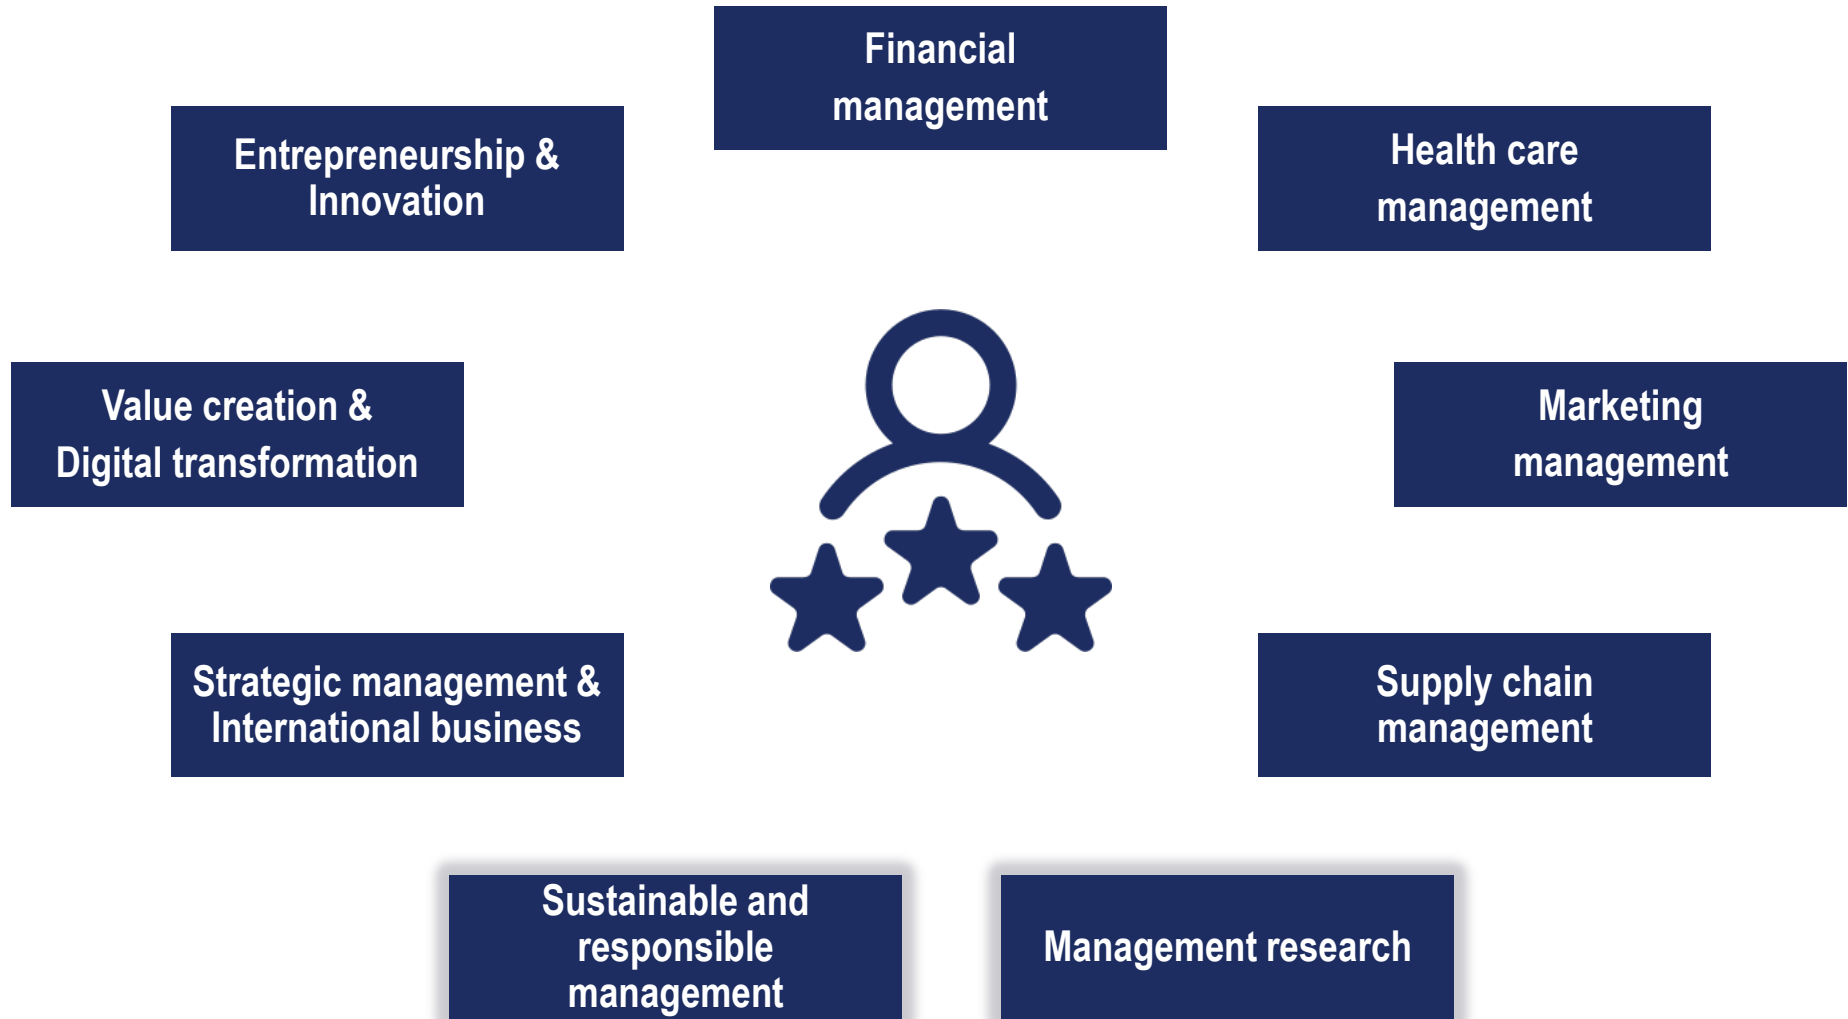 Financial
management
Entrepreneurship &
Innovation
Health care
management
Value creation &
Digital transformation
Marketing
management
Strategic management &
International business
Supply chain
management
Sustainable and
responsible
management
Management research